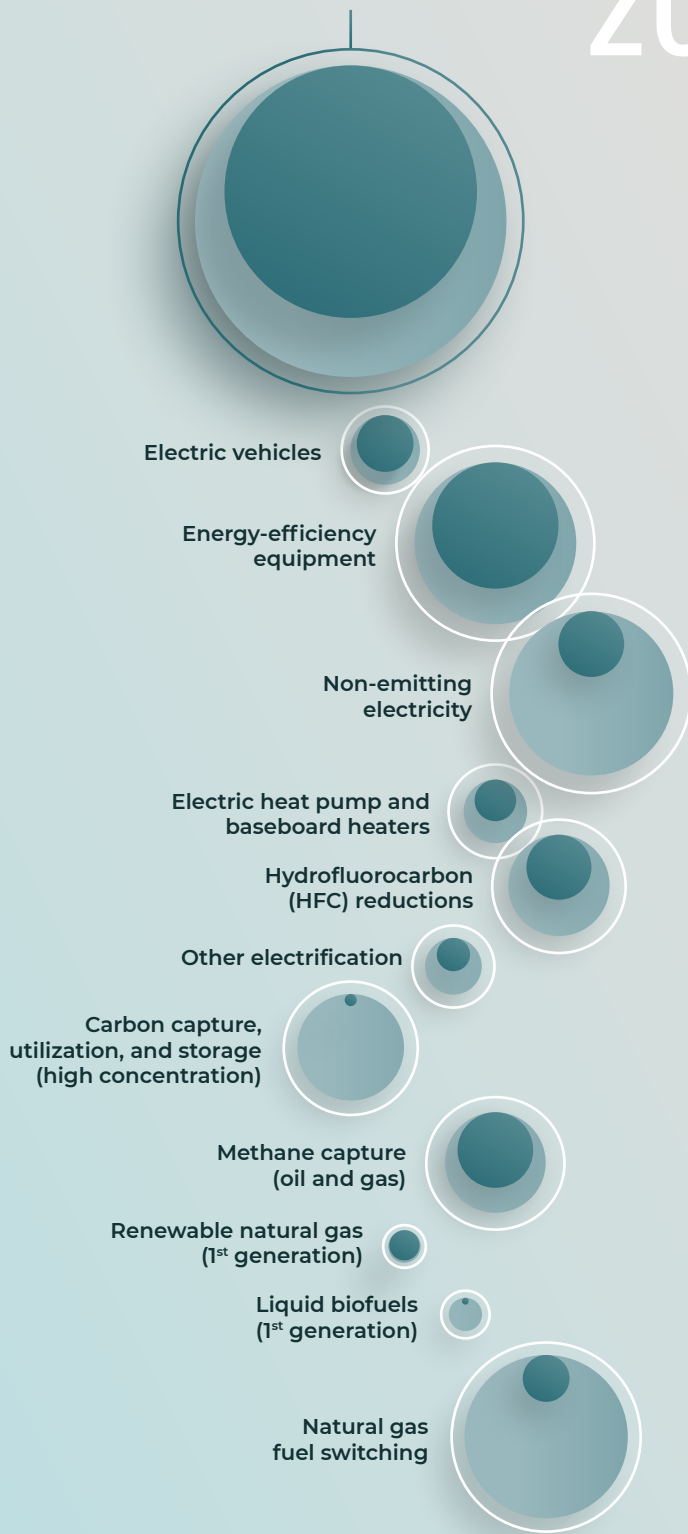 Electric vehicles
Energy-efficiency
equipment
Non-emitting
electricity
Electric heat pump and
baseboard heaters
Hydrofluorocarbon
(HFC) reductions
Other electrification
Carbon capture,
utilization, and storage
(high concentration)
Methane capture
(oil and gas)
Renewable natural gas
(1st generation)
Liquid biofuels
(1st generation)
Natural gas
fuel switching